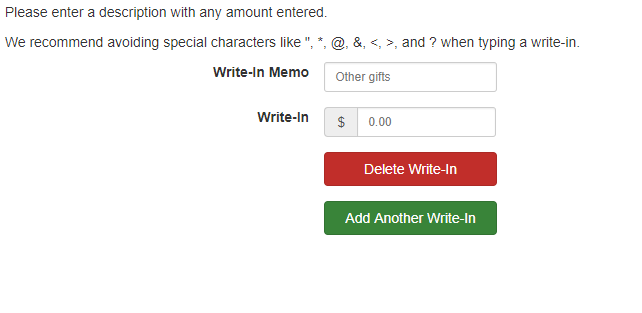 Please enter a description with any amount entered.
We recommend avoiding special characters like ", *, @, &, <, >, and ? when typing a write-in.
Write-In Memo Other gifts
Write-In $ 0.00
Delete Write-In
Add Another Write-In